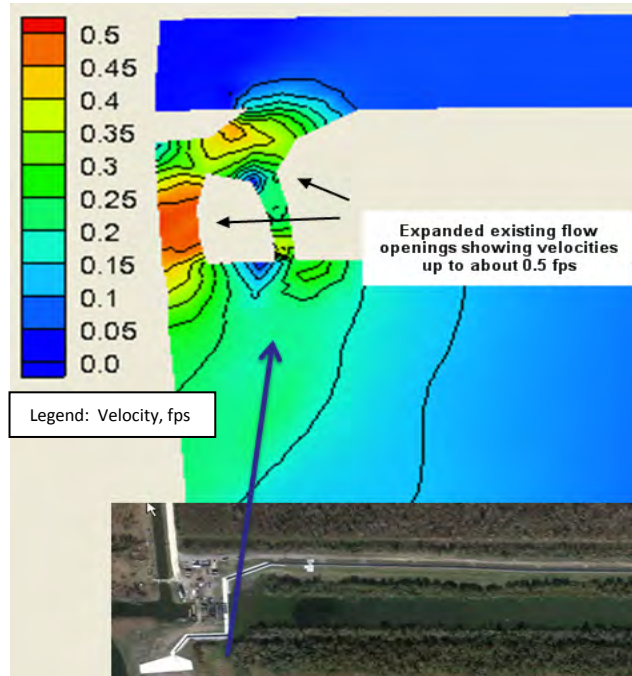 0.5
0.45
0.4
0.35
0.3
0.25
0.2
0.15
0.1
0.05
0.0
Expanded existing flow
openings showing velocities
up to about 0.5 fps
Legend: Velocity, fps